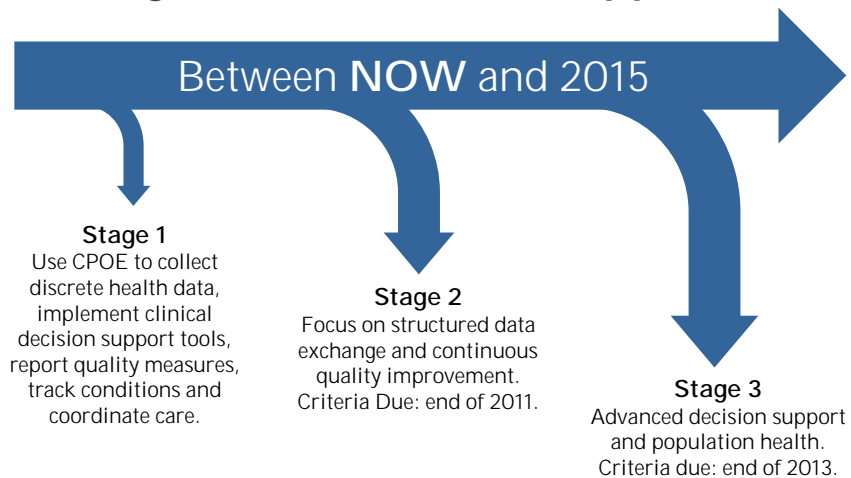 Between NOW and 2015
Stage 1
Use CPOE to collect
discrete health data,
implement clinical
decision support tools,
report quality measures,
track conditions and
coordinate care.
Stage 2
Focus on structured data
exchange and continuous
quality improvement.
Criteria Due: end of 2011.
Stage 3
Advanced decision support
and population health.
Criteria due: end of 2013.